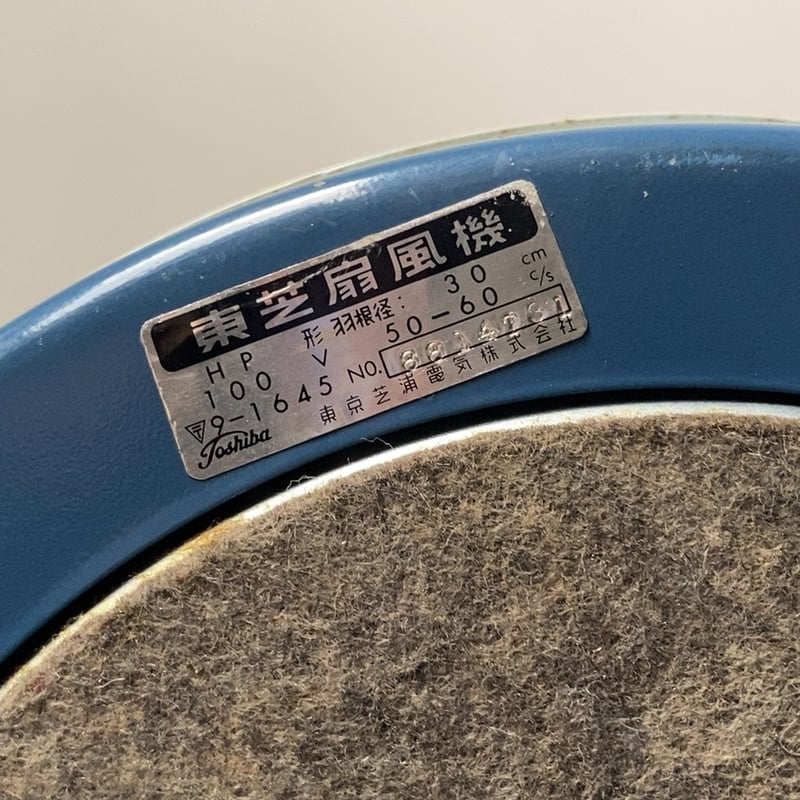 東芝扇風機
HP 形 羽根径: 30 cm
100 V 50-60 c/s
〒 9-1645 NO.
Toshiba 東京芝浦電気株式会社